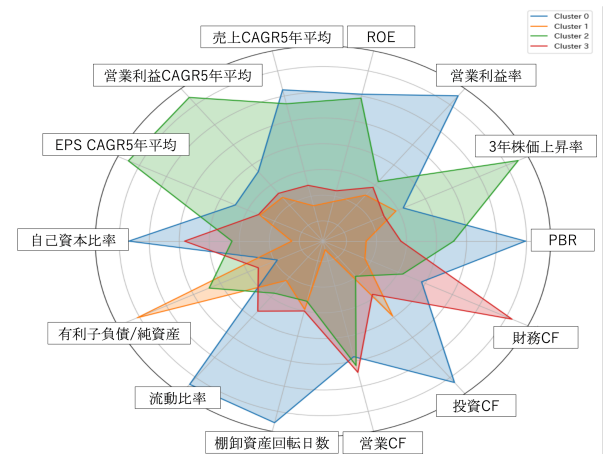 Cluster 0
Cluster 1
Cluster 2
Cluster 3
売上CAGR5年平均
ROE
営業利益CAGR5年平均
営業利益率
EPS CAGR5年平均
3年株価上昇率
自己資本比率
PBR
有利子負債/純資産
財務CF
流動比率
投資CF
棚卸資産回転日数
営業CF